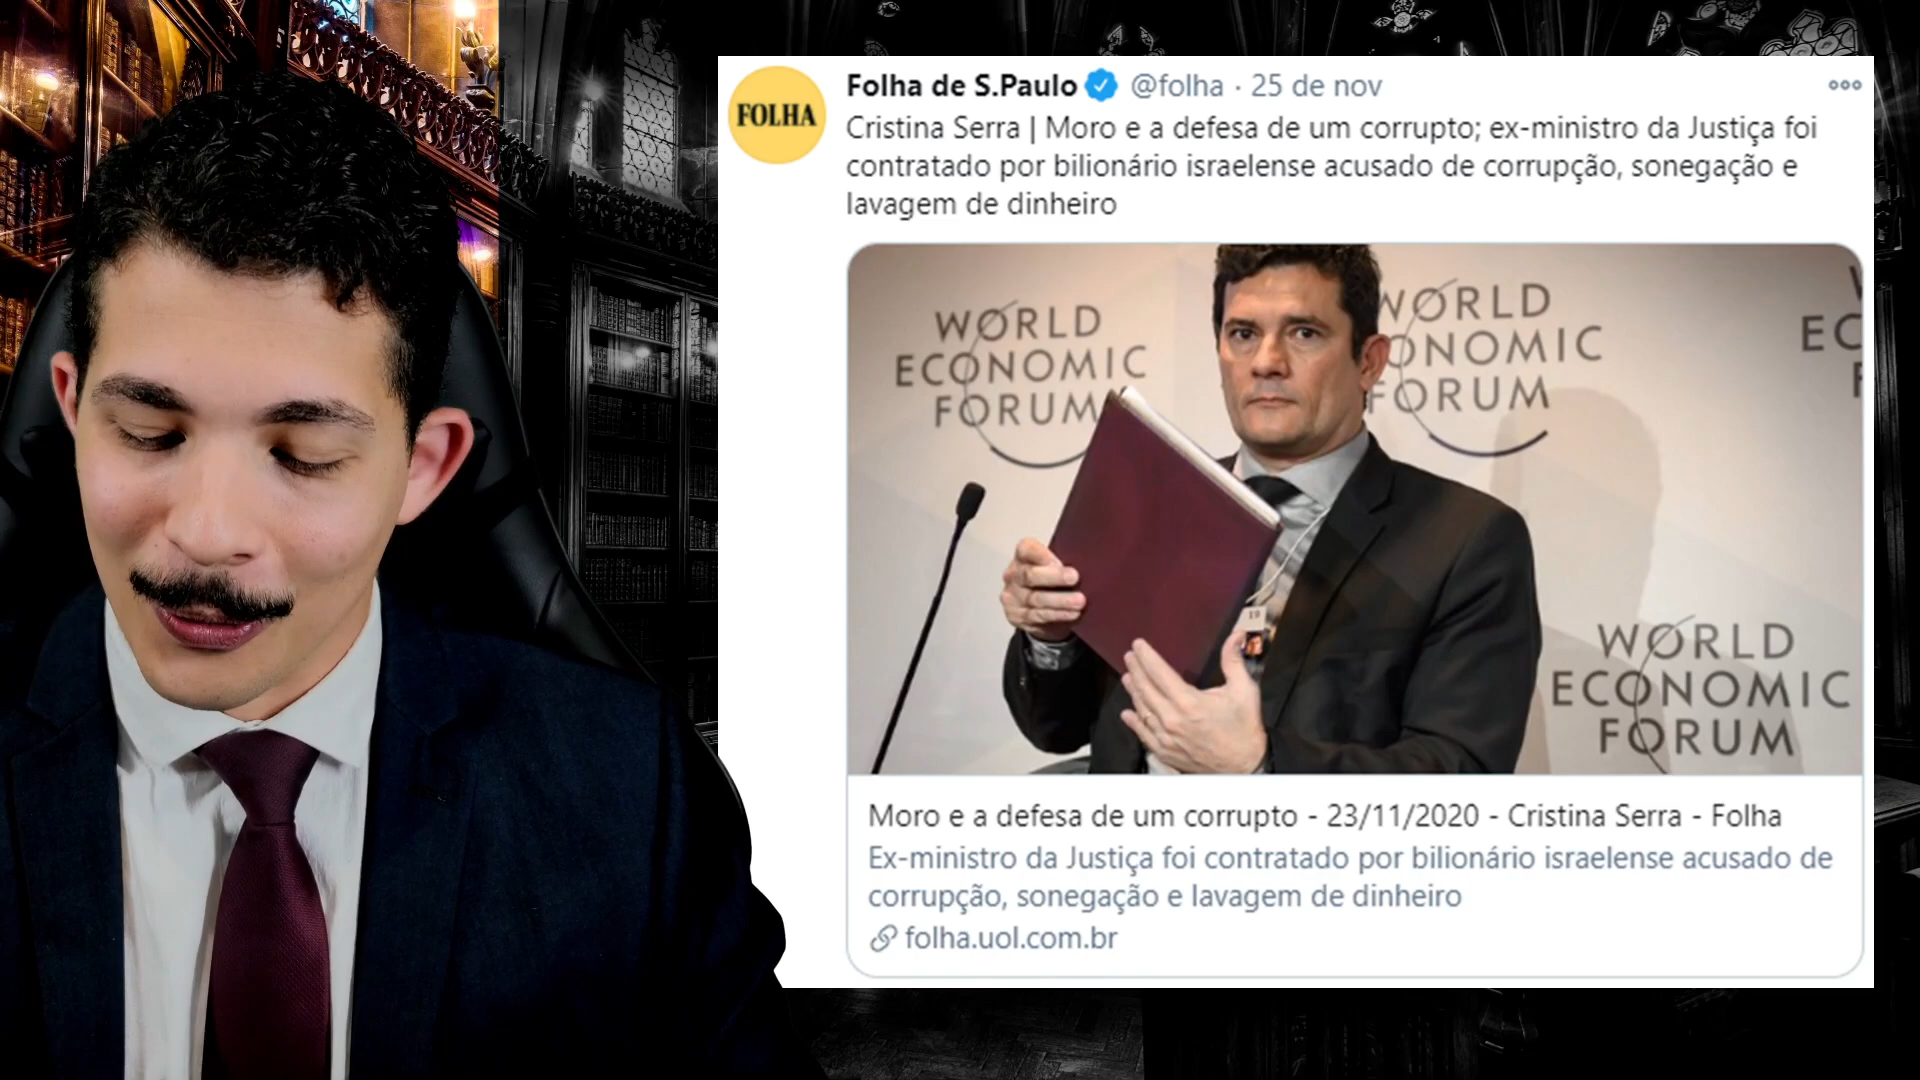 FOLHA
Folha de S.Paulo @folha · 25 de nov
Cristina Serra | Moro e a defesa de um corrupto; ex-ministro da Justiça foi
contratado por bilionário israelense acusado de corrupção, sonegação e
lavagem de dinheiro
WORLD
ECONOMIC
FORUM
WORLD
ECONOMIC
FORUM
WORLD
ECONOMIC
FORUM
Moro e a defesa de um corrupto - 23/11/2020 - Cristina Serra - Folha
Ex-ministro da Justiça foi contratado por bilionário israelense acusado de
corrupção, sonegação e lavagem de dinheiro
folha.uol.com.br